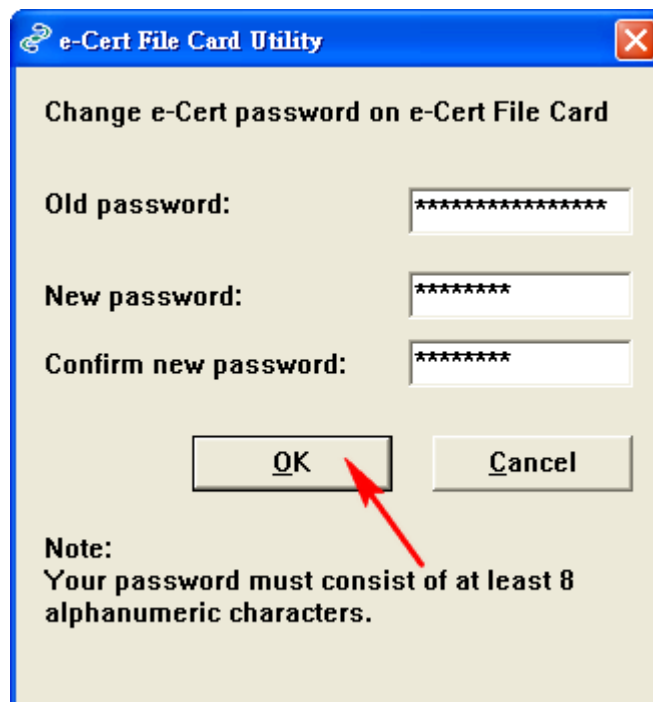 e-Cert File Card Utility
Change e-Cert password on e-Cert File Card
Old password: ****************
New password: ********
Confirm new password: ********
OK Cancel
Note:
Your password must consist of at least 8
alphanumeric characters.